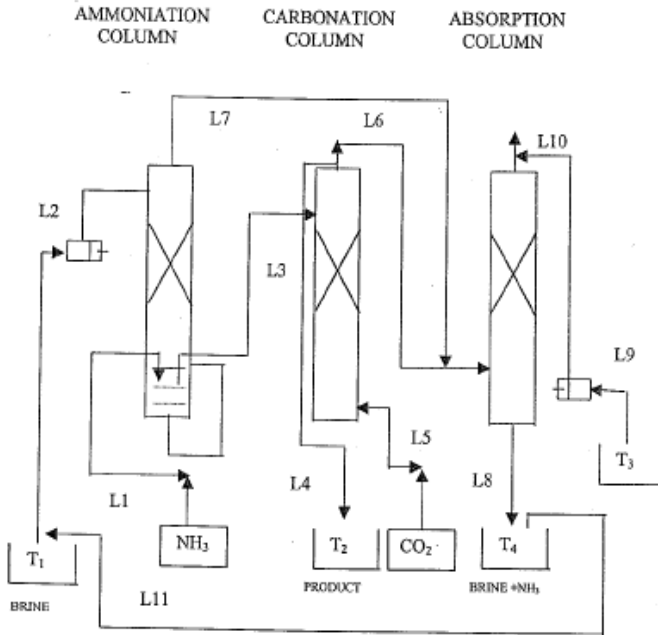 AMMONIATION
COLUMN
CARBONATION
COLUMN
ABSORPTION
COLUMN
L7
L6
L10
L2
L3
L9
L5
L1
L4
L8
T3
NH3
T2
CO2
T4
T1
PRODUCT
BRINE +NH3
BRINE
L11